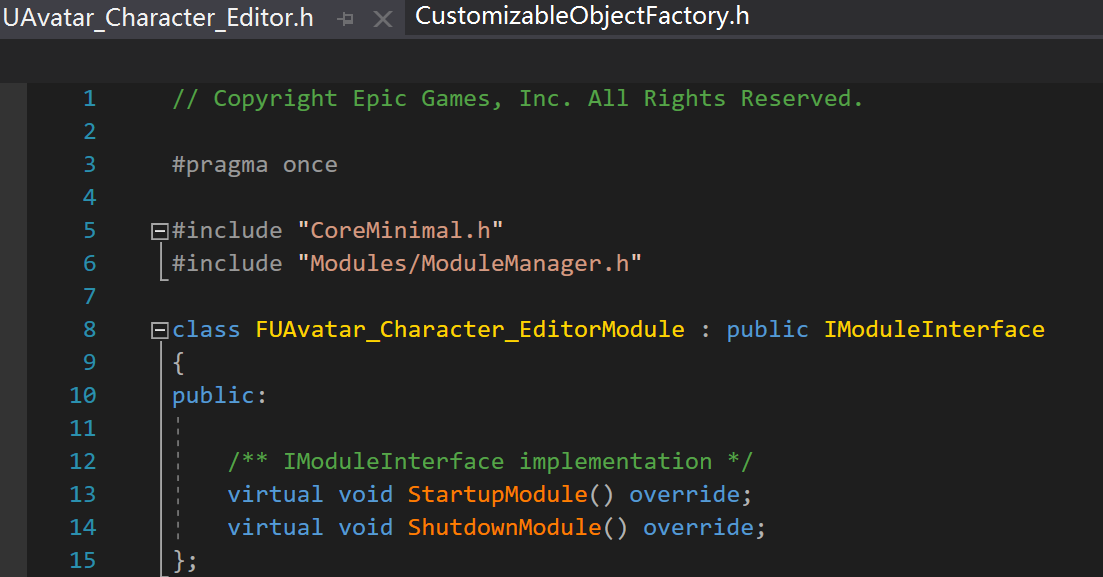 UAvatar_Character_Editor.h CustomizableObjectFactory.h
1 // Copyright Epic Games, Inc. All Rights Reserved.
2
3 #pragma once
4
5 #include "CoreMinimal.h"
6 #include "Modules/ModuleManager.h"
7
8 class FUAvatar_Character_EditorModule : public IModuleInterface
9 {
10 public:
11
12 /** IModuleInterface implementation */
13 virtual void StartupModule() override;
14 virtual void ShutdownModule() override;
15 };